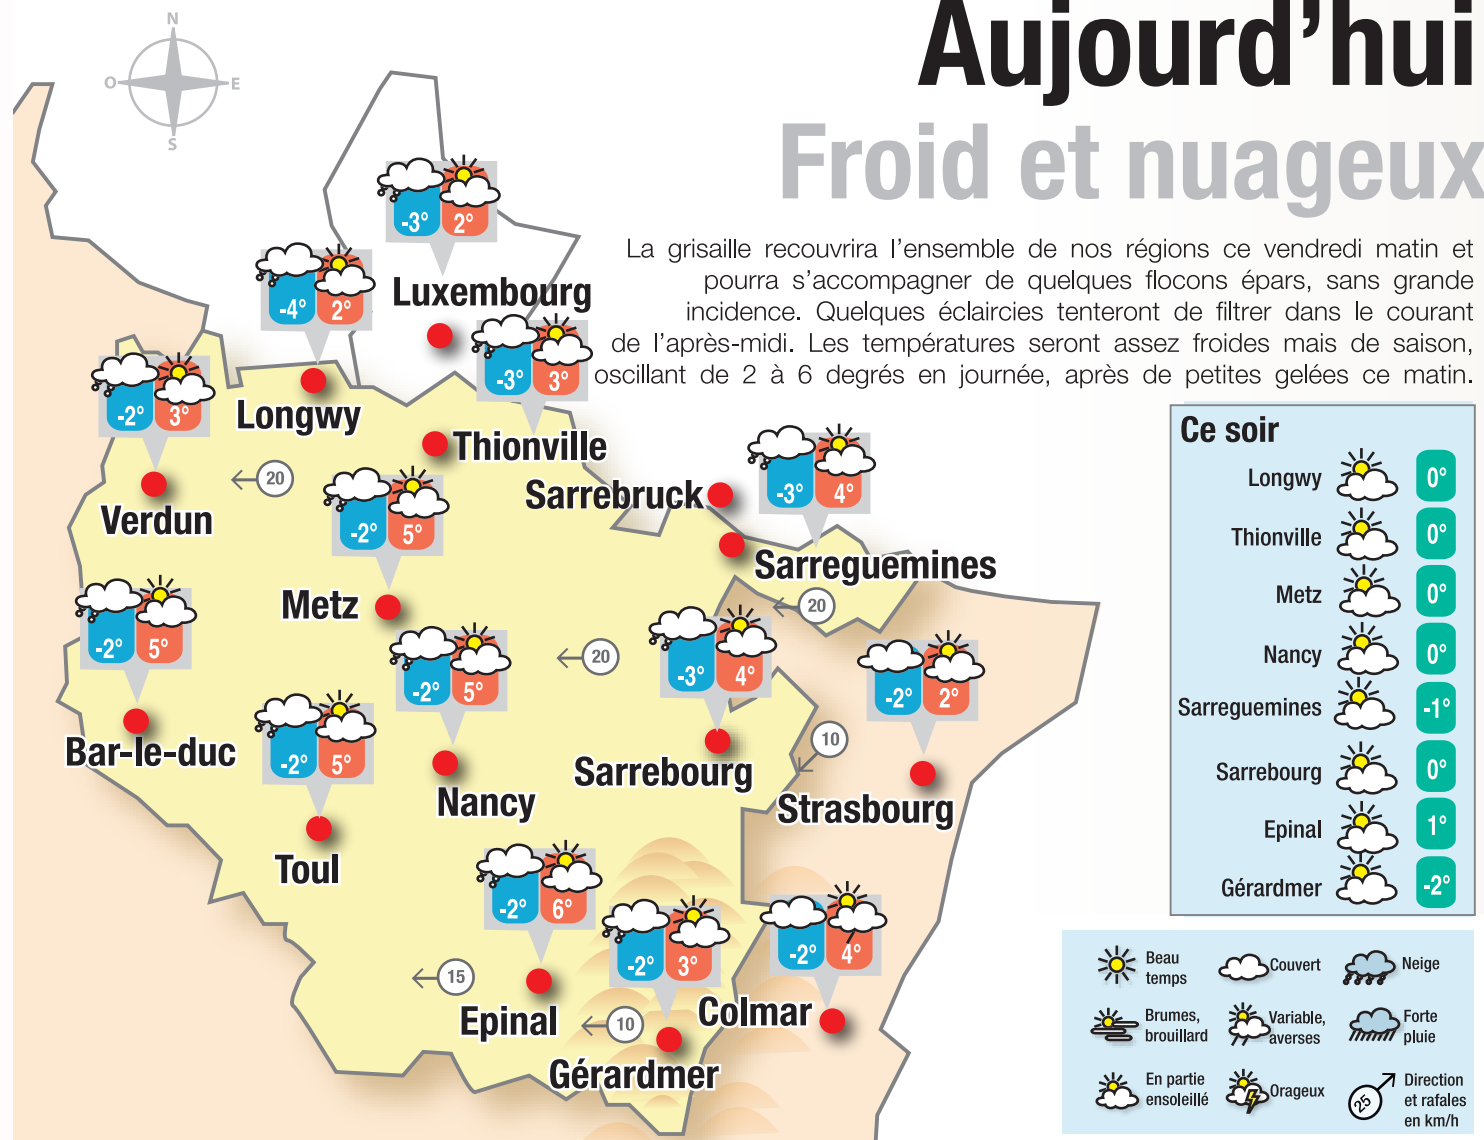 Aujourd'hui
Froid et nuageux
La grisaille recouvrira l'ensemble de nos régions ce vendredi matin et
pourra s'accompagner de quelques flocons épars, sans grande
incidence. Quelques éclaircies tenteront de filtrer dans le courant
de l'après-midi. Les températures seront assez froides mais de saison,
oscillant de 2 à 6 degrés en journée, après de petites gelées ce matin.
N
O E
S
-3° 2°
Luxembourg
-4° 2°
Longwy
-3° 3°
Thionville
-2° 3°
Verdun
20
-3° 4°
Sarrebruck
Sarreguemines
-2° 5°
Metz
20
-2° 5°
Bar-le-duc
-2° 5°
Nancy
20
-3° 4°
Sarrebourg
-2° 2°
Strasbourg
10
-2° 5°
Toul
-2° 6°
Epinal
15
-2° 3°
Gérardmer
10
-2° 4°
Colmar
Ce soir
Longwy 0°
Thionville 0°
Metz 0°
Nancy 0°
Sarreguemines -1°
Sarrebourg 0°
Epinal 1°
Gérardmer -2°
Beau
temps
Couvert
Neige
Brumes,
brouillard
Variable,
averses
Forte
pluie
En partie
ensoleillé
Orageux
25
Direction
et rafales
en km/h